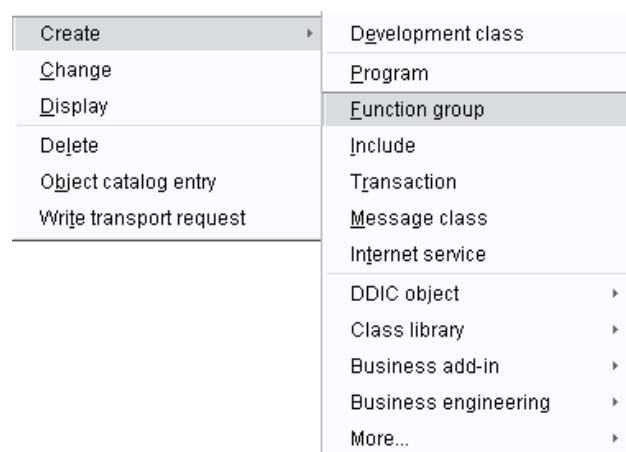 Create
Change
Display
Delete
Object catalog entry
Write transport request
Development class
Program
Function group
Include
Transaction
Message class
Internet service
DDIC object
Class library
Business add-in
Business engineering
More...